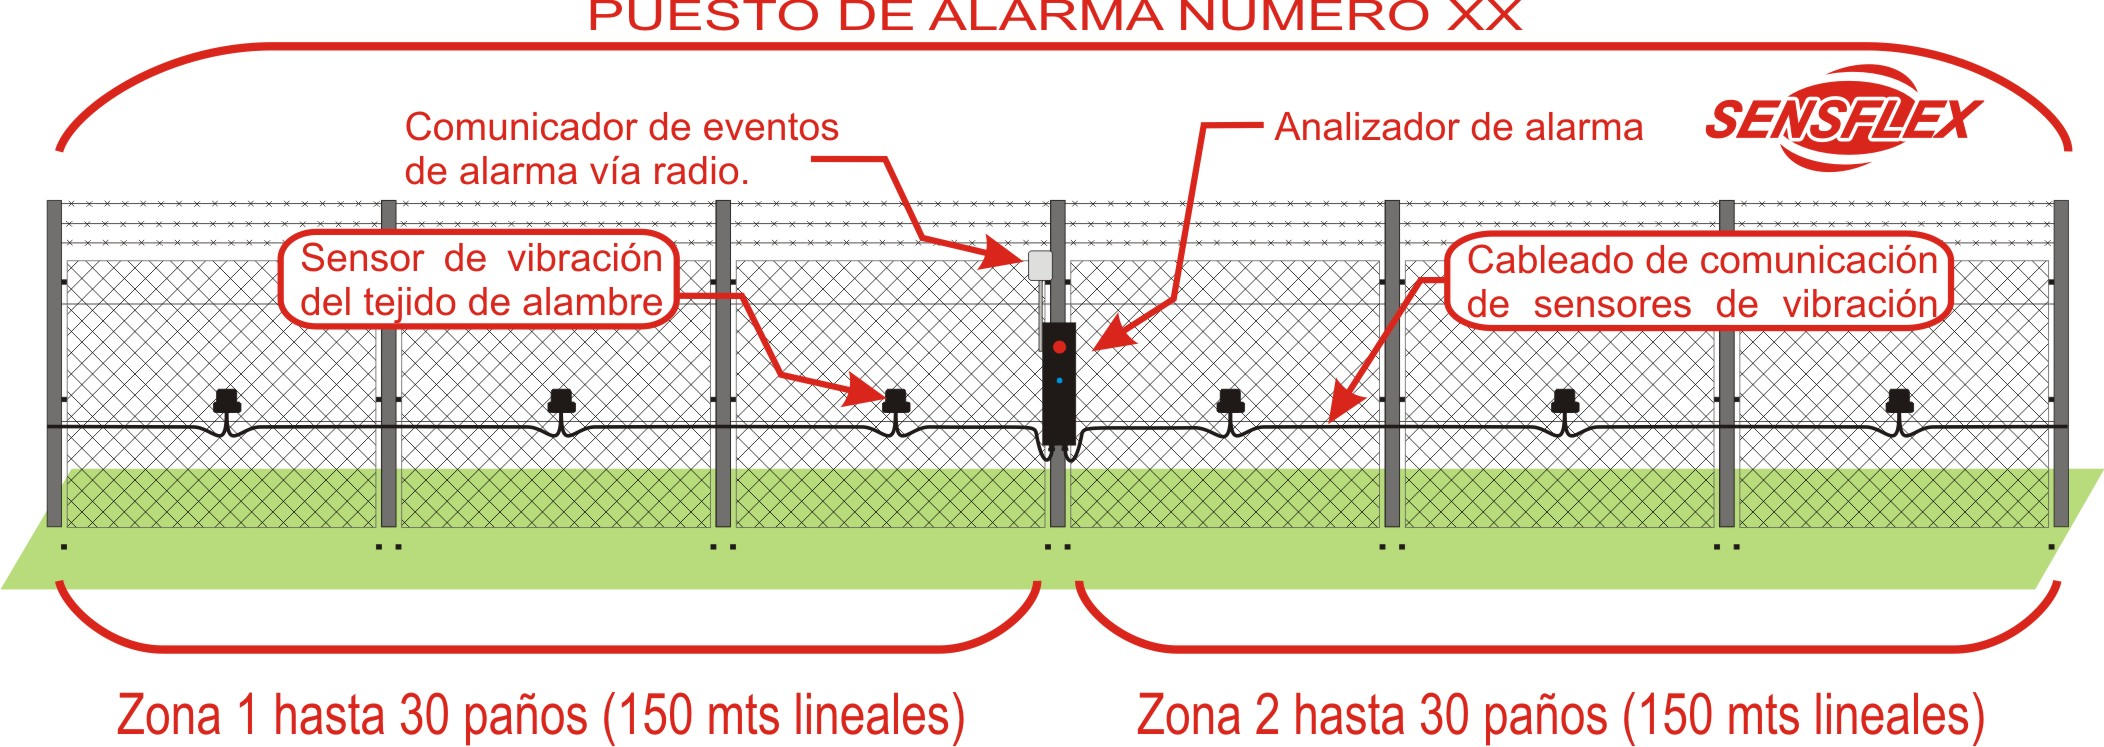 PUESTO DE ALARMA NUMERO XX
Comunicador de eventos
de alarma vía radio.
Analizador de alarma
SENSFLEX
Sensor de vibración
del tejido de alambre
Cableado de comunicación
de sensores de vibración
Zona 1 hasta 30 paños (150 mts lineales)
Zona 2 hasta 30 paños (150 mts lineales)